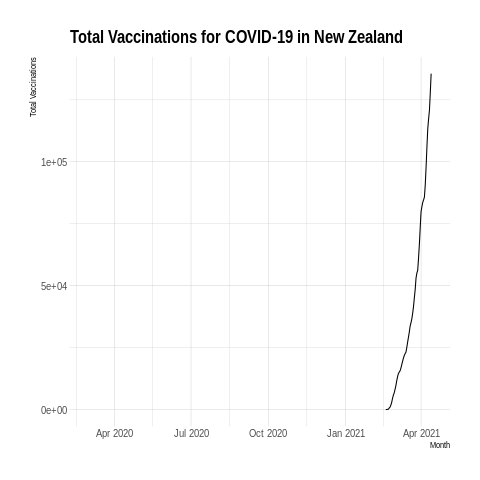 Total Vaccinations for COVID-19 in New Zealand
Total Vaccinations
1e+05
5e+04
0e+00
Apr 2020 Jul 2020 Oct 2020 Jan 2021 Apr 2021
Month